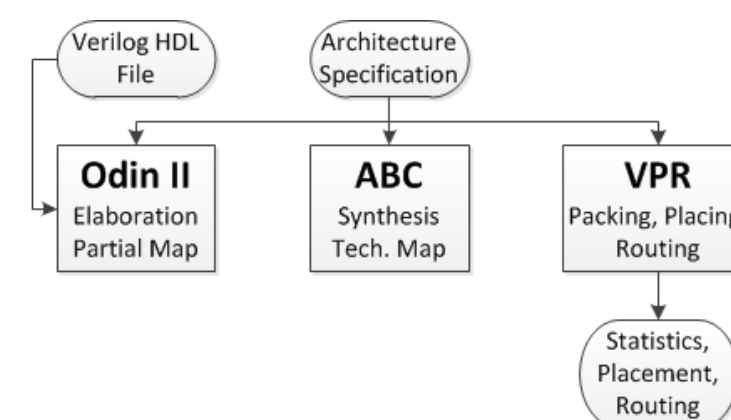 Verilog HDL
File
Architecture
Specification
Odin II
Elaboration
Partial Map
ABC
Synthesis
Tech. Map
VPR
Packing, Placing
Routing
Statistics,
Placement,
Routing